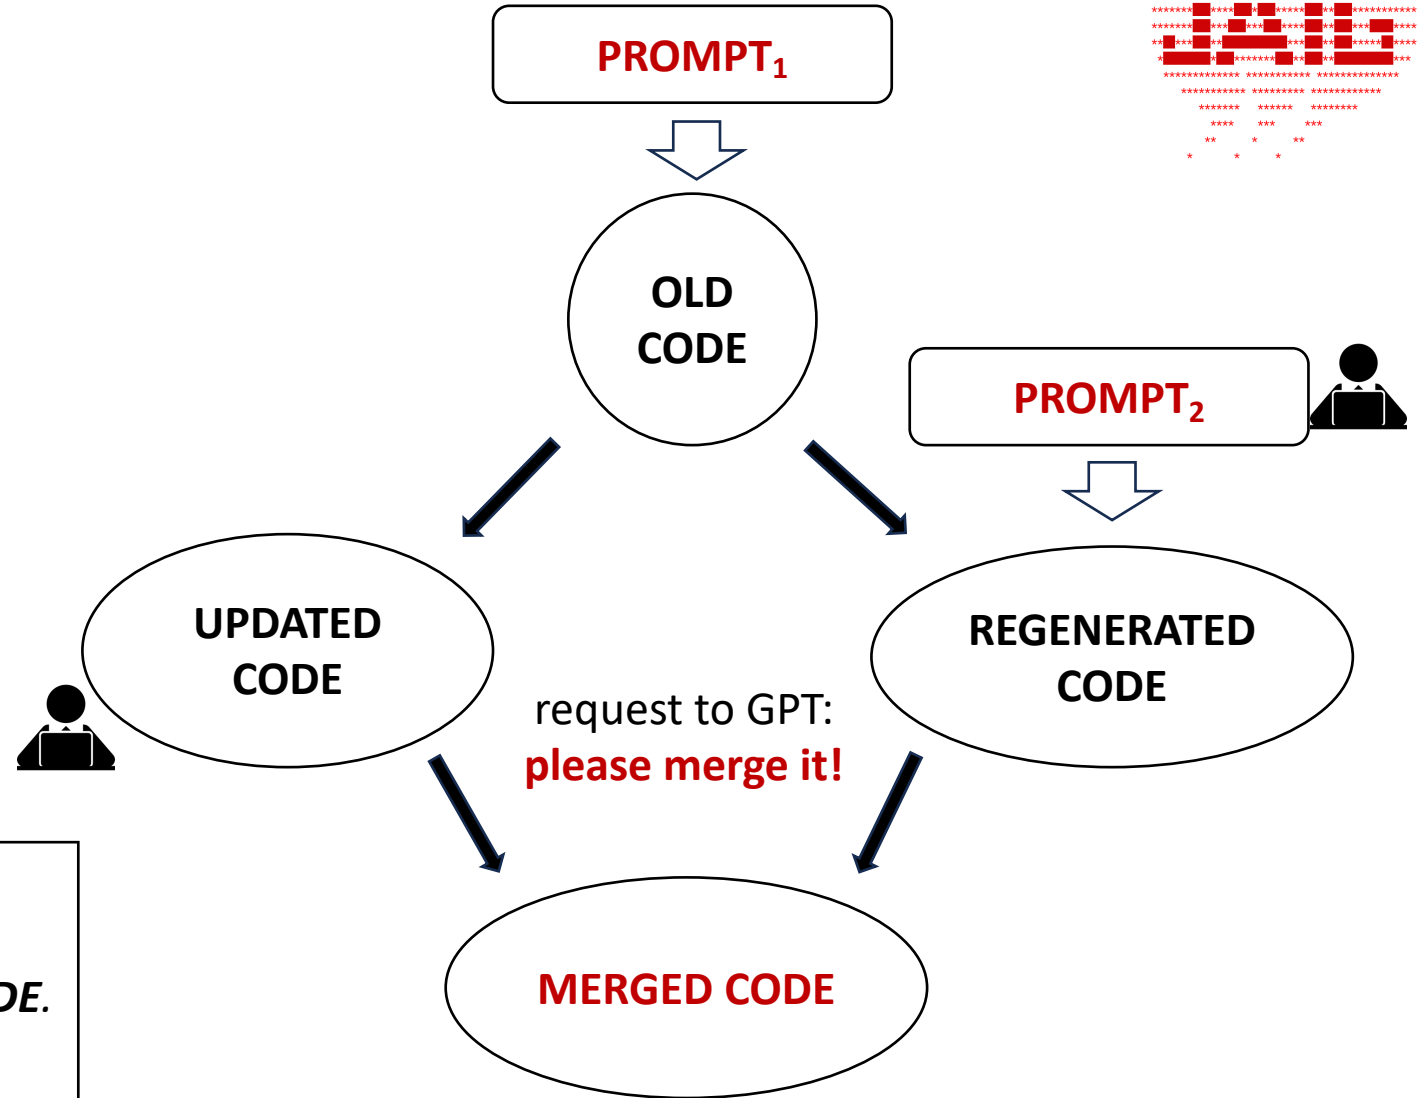 PROMPT₁
OLD
CODE
PROMPT₂
UPDATED
CODE
REGENERATED
CODE
request to GPT:
please merge it!
DE.
MERGED CODE